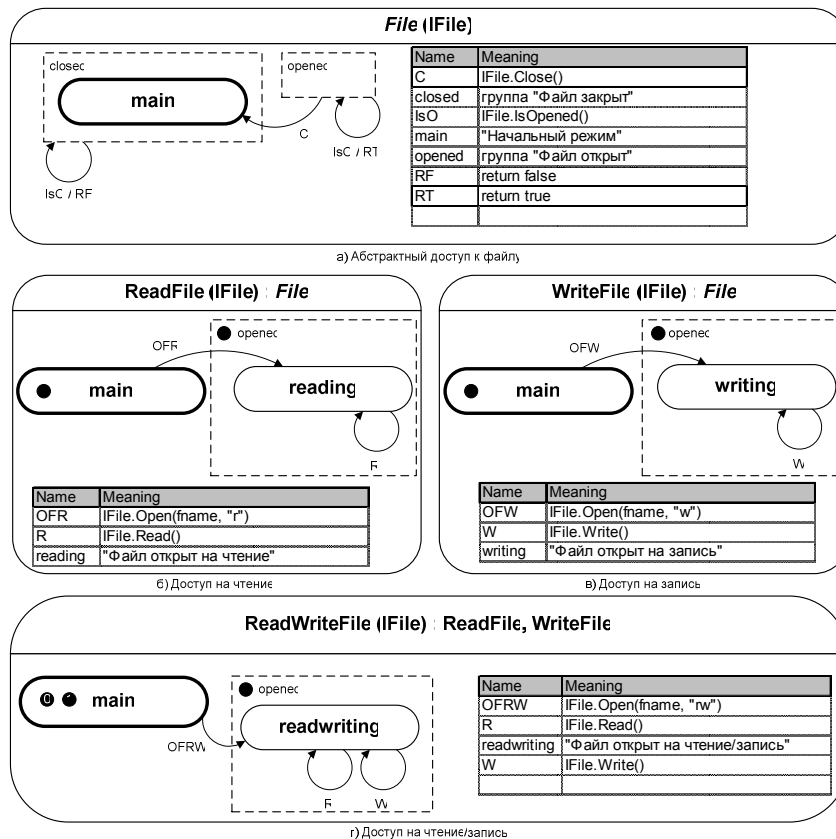 File (IFile)
closed
opened
main
C
IsO / RT
IsO / RF
Name Meaning
C IFile.Close()
closed группа "Файл закрыт"
IsO IFile.IsOpened()
main "Начальный режим"
opened группа "Файл открыт"
RF return false
RT return true
а) Абстрактный доступ к файлу
ReadFile (IFile) : File
opened
OFR
main
reading
R
Name Meaning
OFR IFile.Open(fname, "r")
R IFile.Read()
reading "Файл открыт на чтение"
б) Доступ на чтение
WriteFile (IFile) : File
opened
OFW
main
writing
W
Name Meaning
OFW IFile.Open(fname, "w")
W IFile.Write()
writing "Файл открыт на запись"
в) Доступ на запись
ReadWriteFile (IFile) : ReadFile, WriteFile
main
opened
readwriting
OFRW
R W
Name Meaning
OFRW IFile.Open(fname, "rw")
R IFile.Read()
readwriting "Файл открыт на чтение/запись"
W IFile.Write()
г) Доступ на чтение/запись